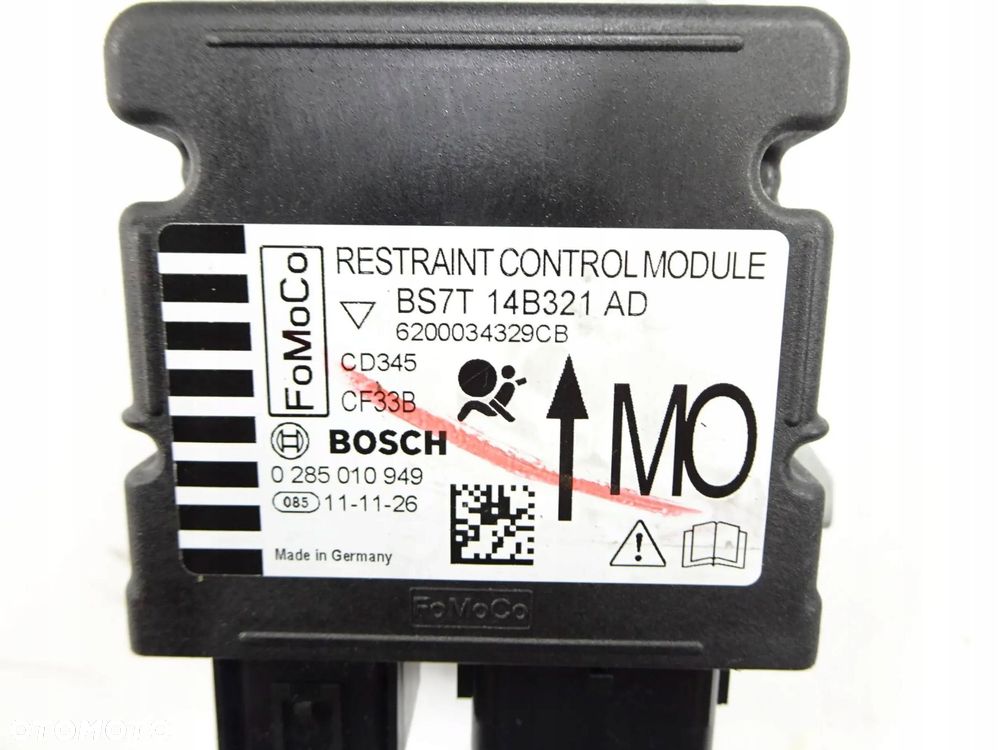 RESTRAINT CONTROL MODULE
FoMoCo
BS7T 14B321 AD
6200034329CB
CD345
CF33B
MO
BOSCH
0 285 010 949
085 11-11-26
Made in Germany
FoMoCo
OTOMOTO